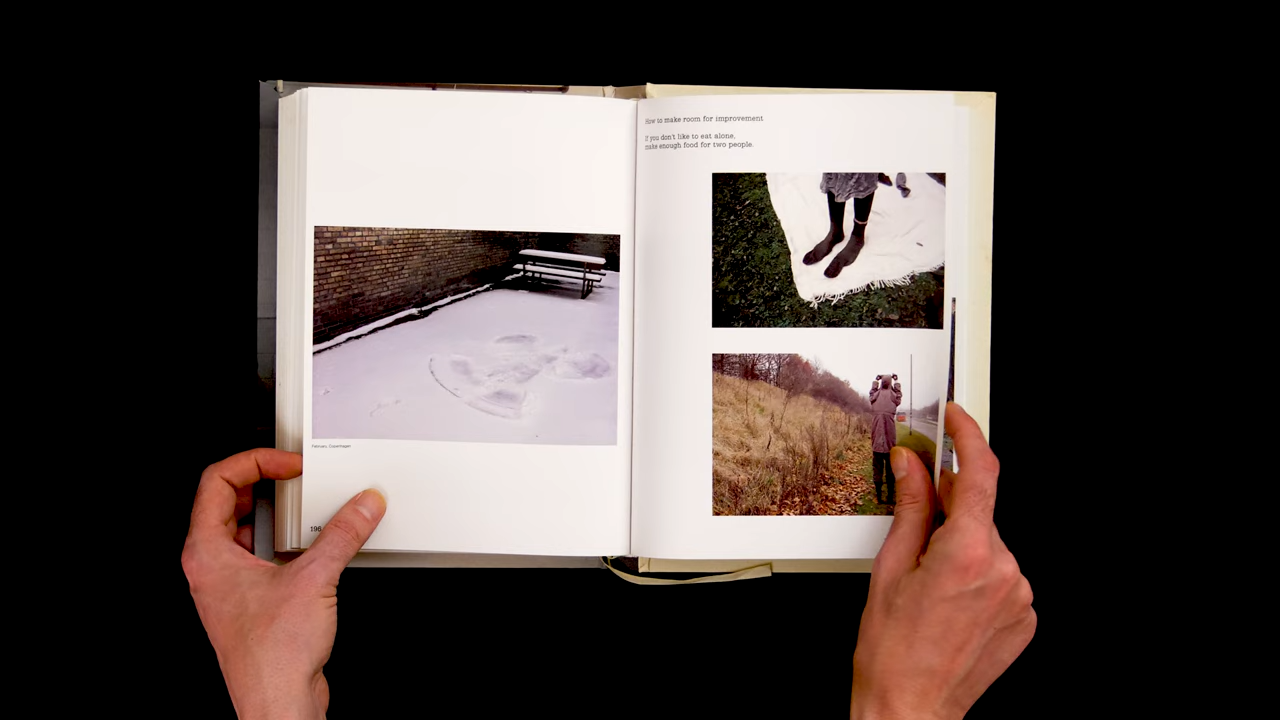 February, Copenhagen
196
How to make room for improvement
If you don't like to eat alone,
make enough food for two people.